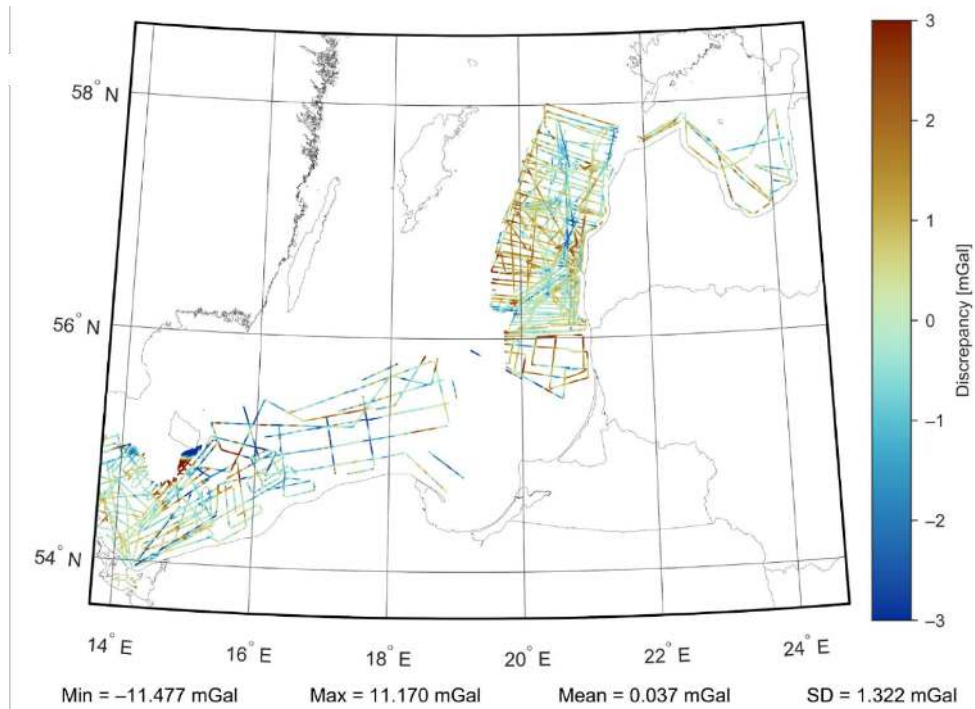 58° N
56° N
54° N
14° E
16° E
18° E
20° E
22° E
24° E
3
2
1
0
−1
−2
−3
Discrepancy [mGal]
Min = −11.477 mGal
Max = 11.170 mGal
Mean = 0.037 mGal
SD = 1.322 mGal